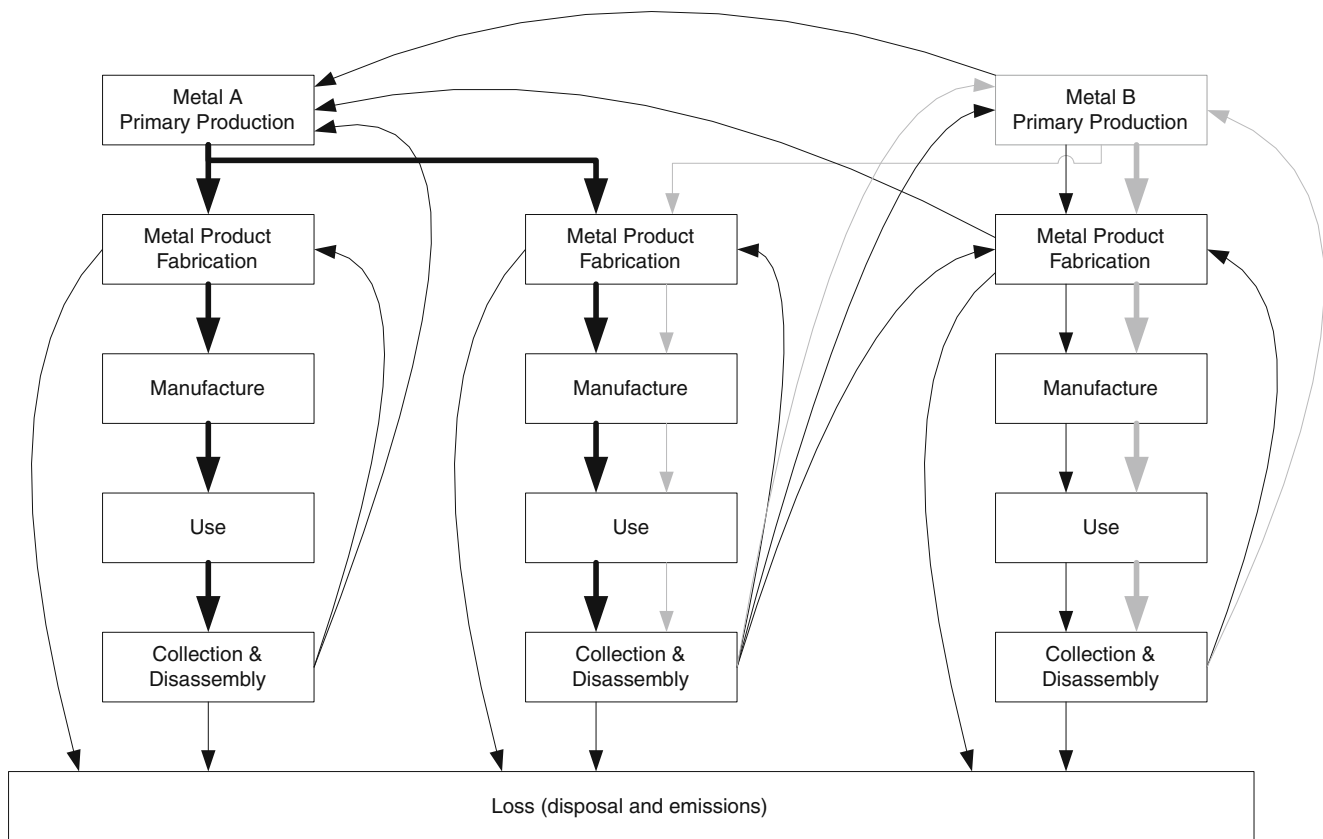 Metal A
Primary Production
Metal B
Primary Production
Metal Product
Fabrication
Metal Product
Fabrication
Metal Product
Fabrication
Manufacture
Manufacture
Manufacture
Use
Use
Use
Collection &
Disassembly
Collection &
Disassembly
Collection &
Disassembly
Loss (disposal and emissions)